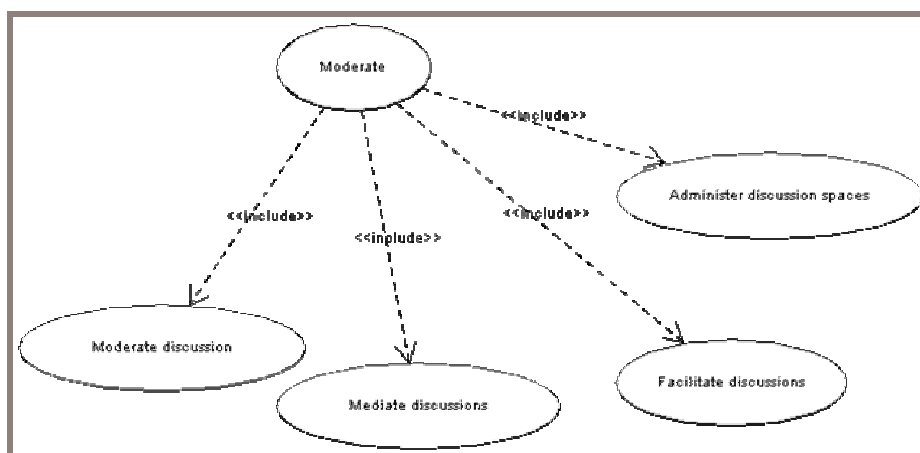 Moderate
<<include>>
Administer discussion spaces
<<include>>
<<include>>
<<include>>
Moderate discussion
Mediate discussions
Facilitate discussions